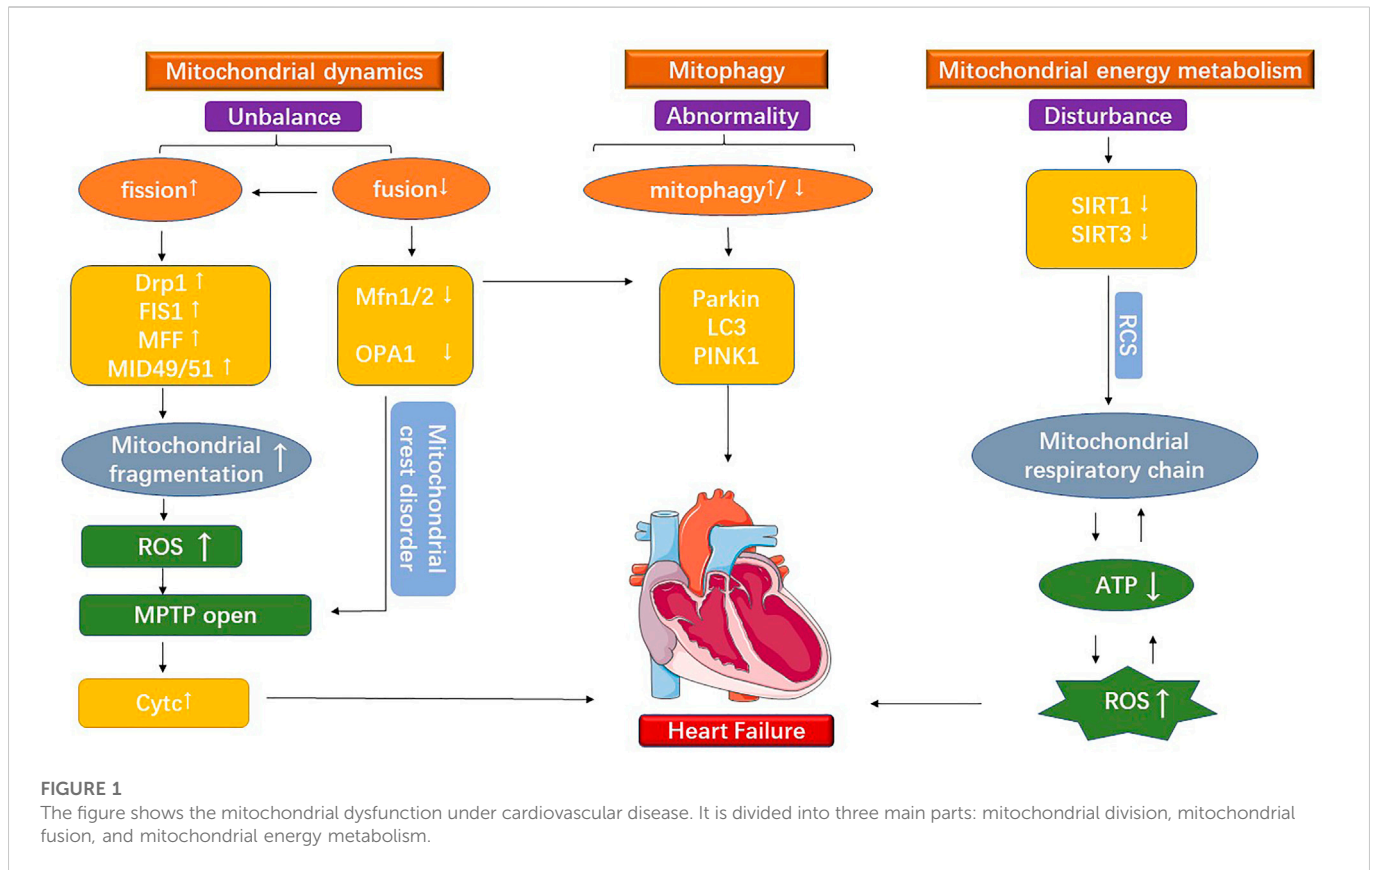 Mitochondrial dynamics
Unbalance
fission↑
fusion↓
Drp1 ↑
FIS1 ↑
MFF ↑
MID49/51 ↑
Mfn1/2 ↓
OPA1 ↓
Mitochondrial
fragmentation ↑
Mitochondrial
crest disorder
ROS ↑
MPTP open
Cytc↑
Mitophagy
Abnormality
mitophagy↑/ ↓
Parkin
LC3
PINK1
Heart Failure
Mitochondrial energy metabolism
Disturbance
SIRT1 ↓
SIRT3 ↓
RCS
Mitochondrial
respiratory chain
ATP ↓
ROS ↑
FIGURE 1
The figure shows the mitochondrial dysfunction under cardiovascular disease. It is divided into three main parts: mitochondrial division, mitochondrial
fusion, and mitochondrial energy metabolism.